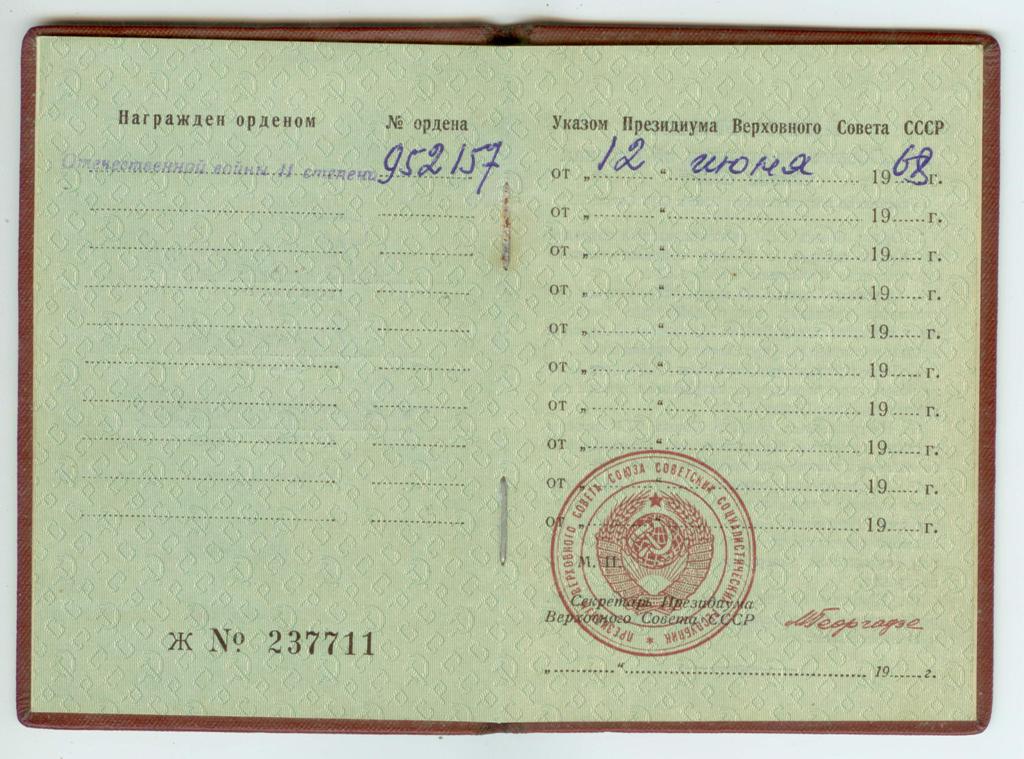 Награжден орденом № ордена
Отечественной войны II степени 952157
Указом Президиума Верховного Совета СССР
от „ 12 “ июня 1968 г.
от „ “ 19 г.
от „ “ 19 г.
от „ “ 19 г.
от „ “ 19 г.
от „ “ 19 г.
от „ “ 19 г.
от „ “ 19 г.
от „ “ 19 г.
от „ “ 19 г.
М. П.
ПРЕЗИДИУМ ВЕРХОВНОГО СОВЕТА СОЮЗА СОВЕТСКИХ СОЦИАЛИСТИЧЕСКИХ РЕСПУБЛИК
Секретарь Президиума
Верховного Совета СССР
МГеоргадзе
„ “ 19 г.
Ж № 237711